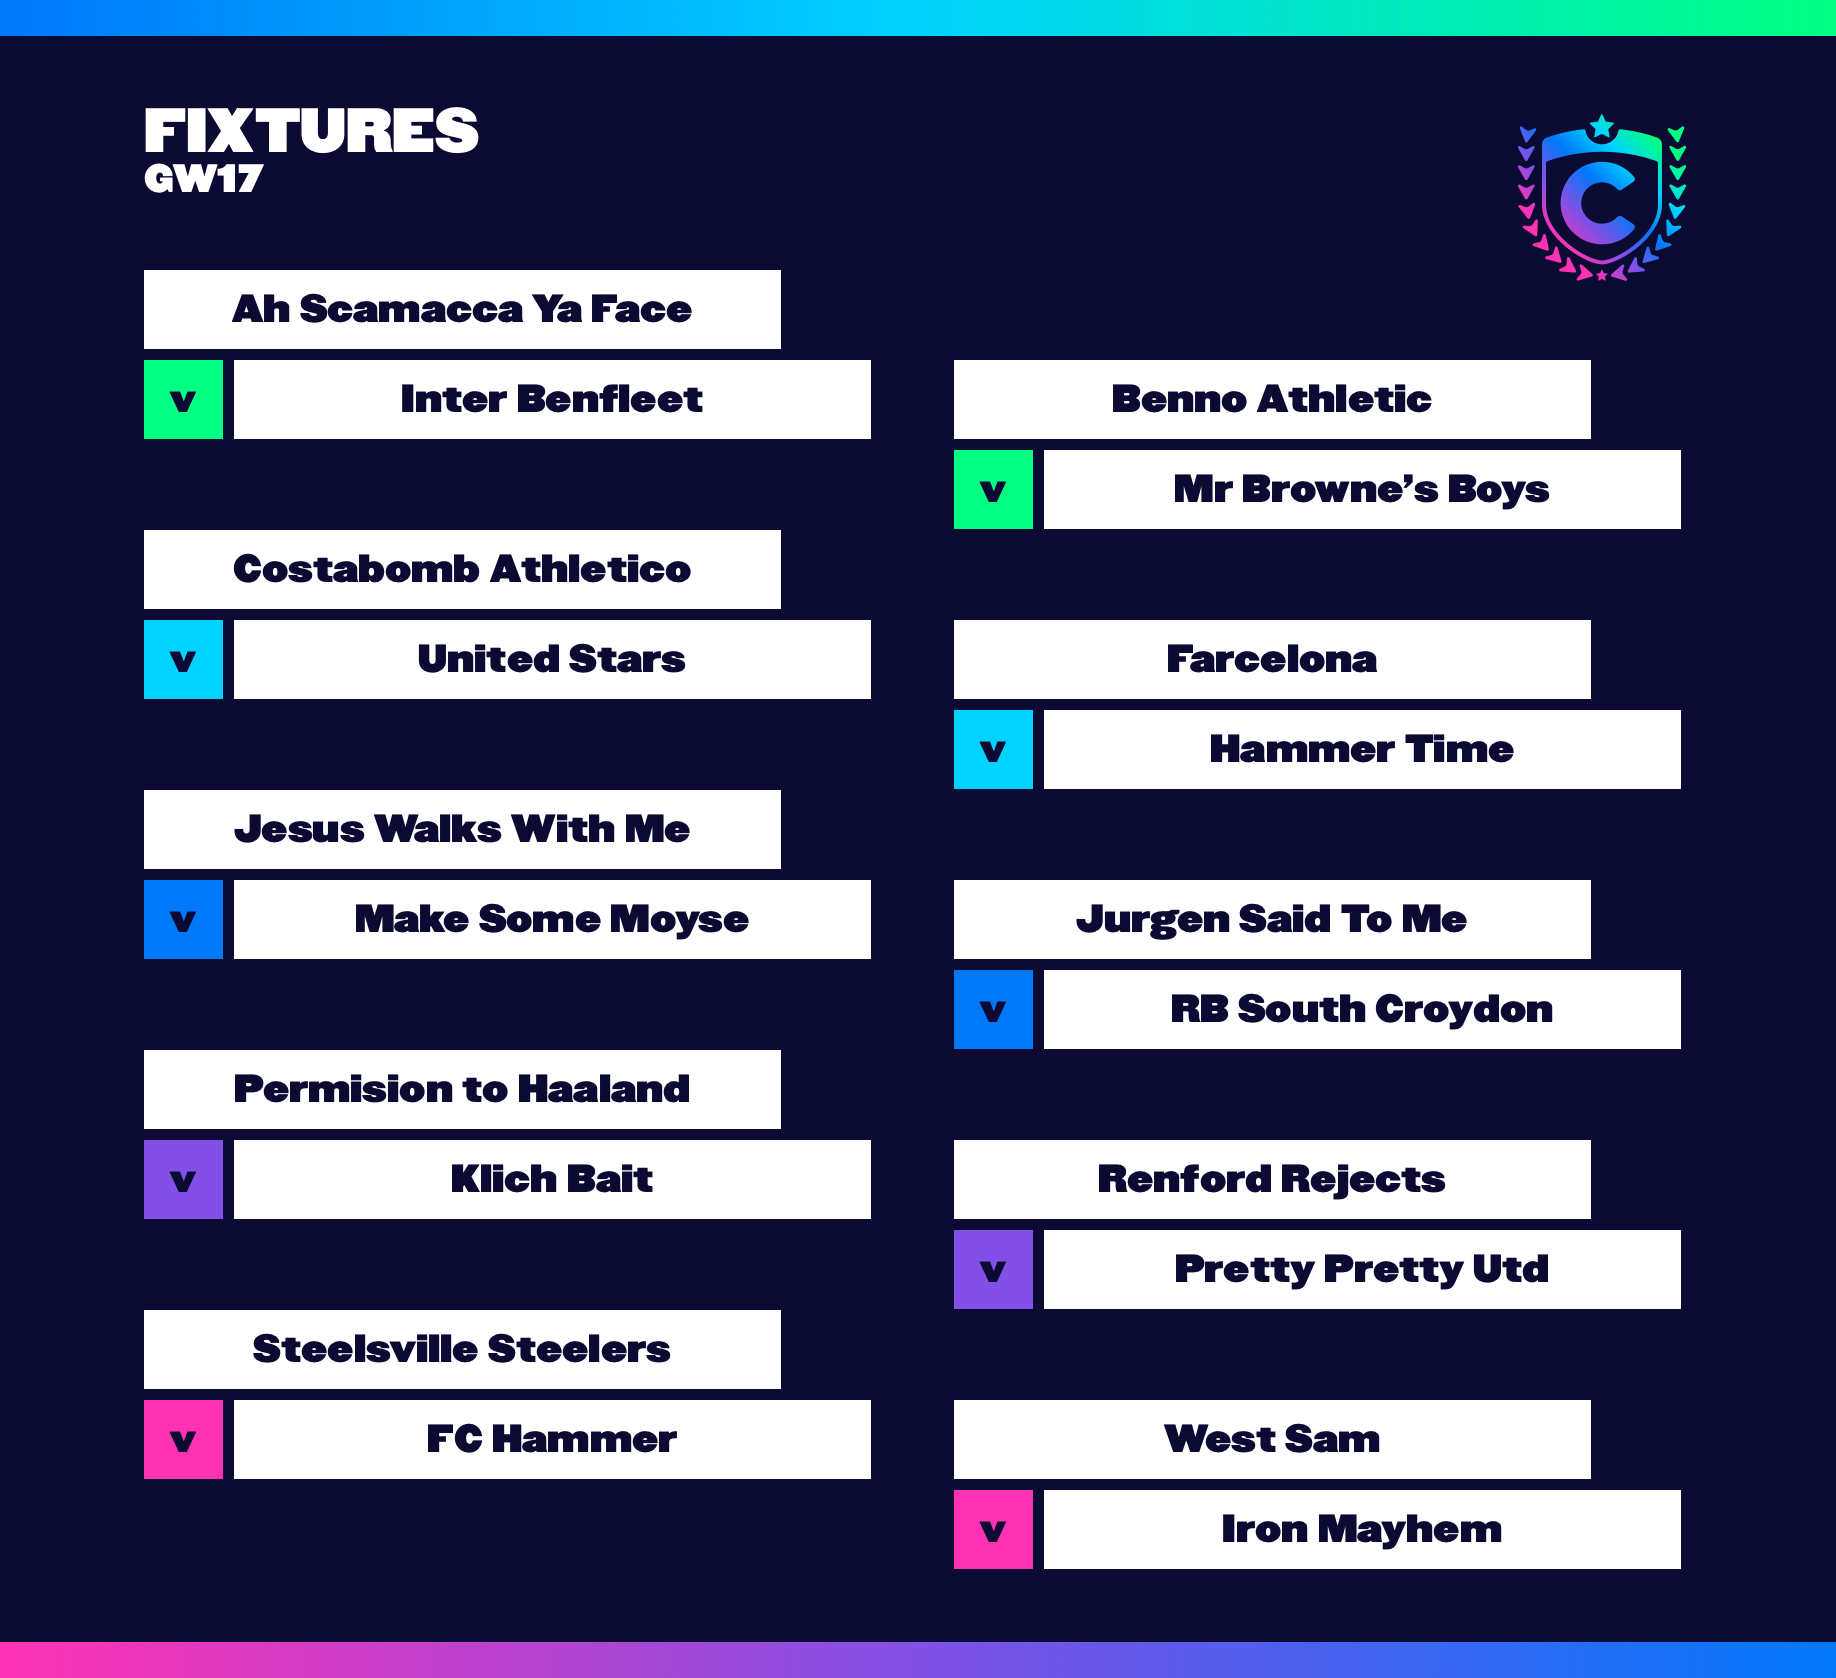 FIXTURES
GW17
C
Ah Scamacca Ya Face
v Inter Benfleet
Benno Athletic
v Mr Browne’s Boys
Costabomb Athletico
v United Stars
Farcelona
v Hammer Time
Jesus Walks With Me
v Make Some Moyse
Jurgen Said To Me
v RB South Croydon
Permision to Haaland
v Klich Bait
Renford Rejects
v Pretty Pretty Utd
Steelsville Steelers
v FC Hammer
West Sam
v Iron Mayhem